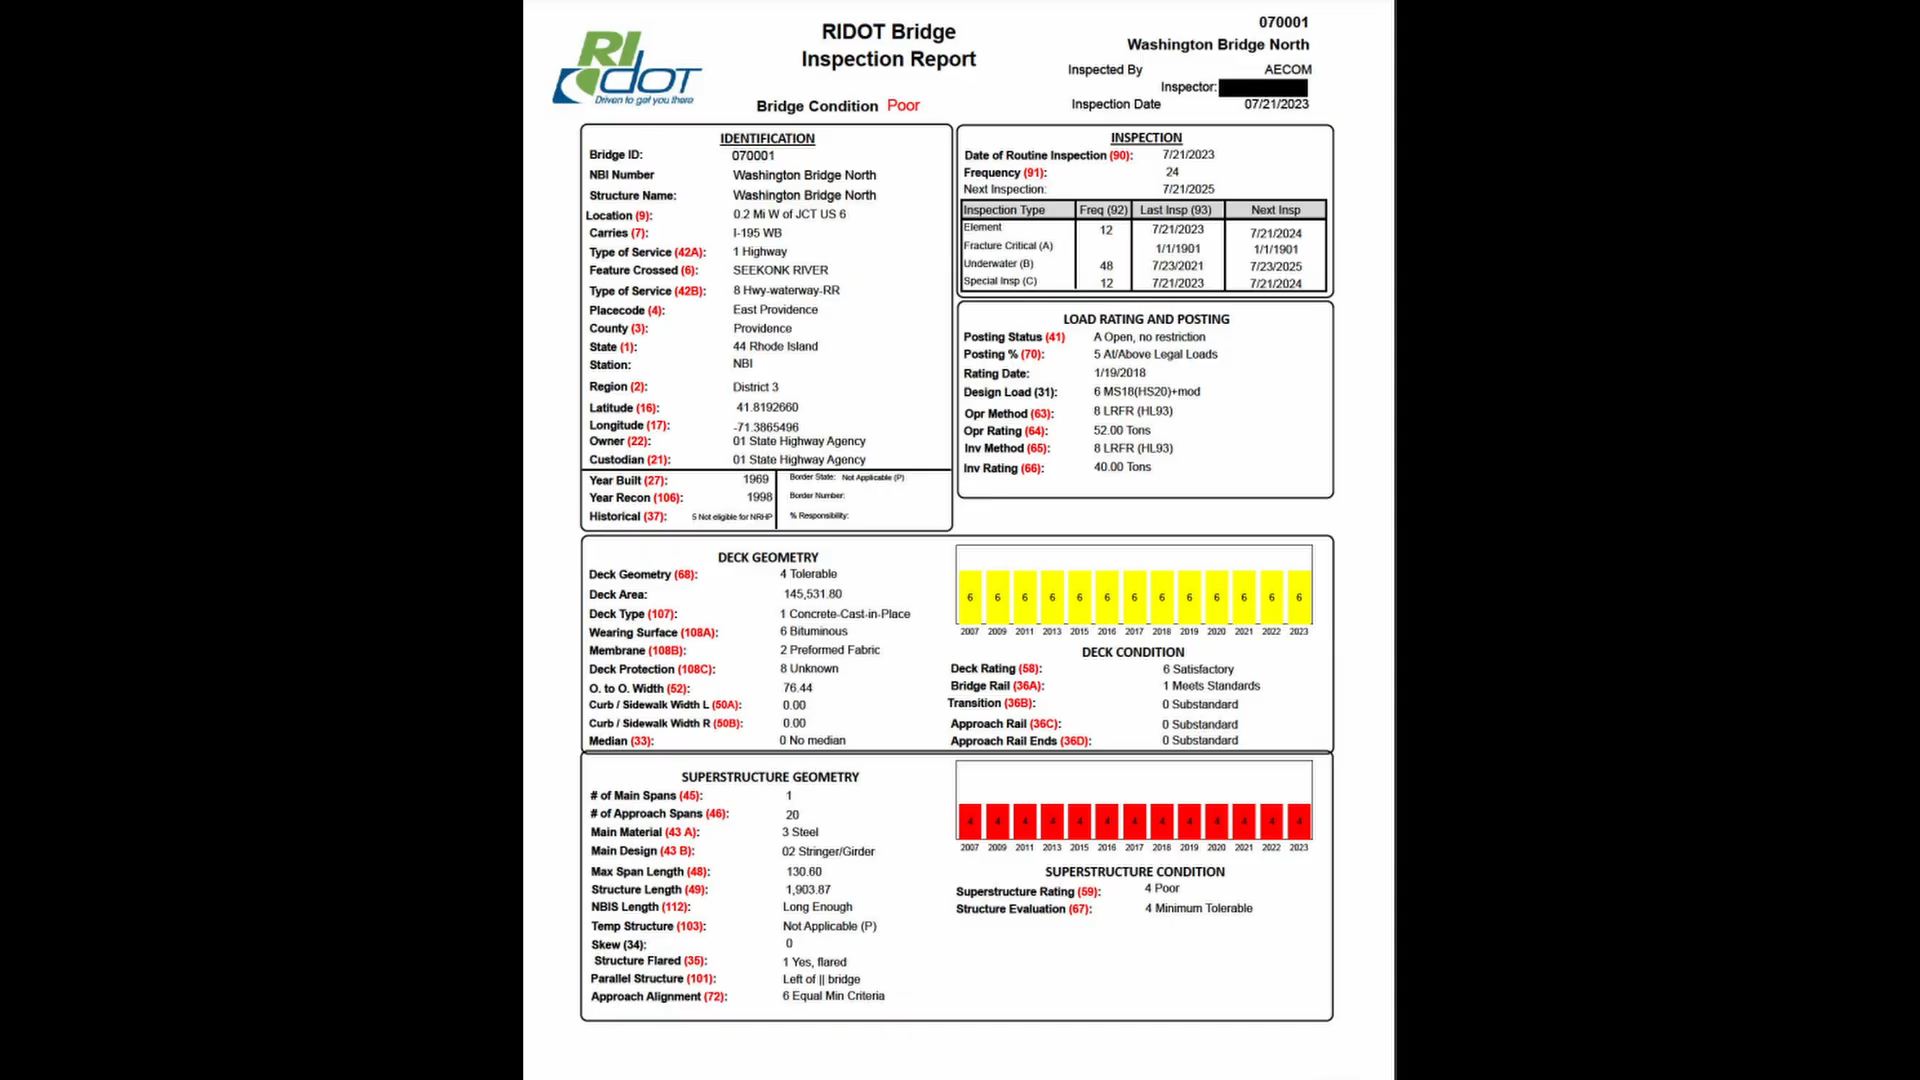 RI
DOT
Driven to get you there
RIDOT Bridge
Inspection Report
Bridge Condition Poor
070001
Washington Bridge North
Inspected By AECOM
Inspector:
Inspection Date 07/21/2023
IDENTIFICATION
Bridge ID: 070001
NBI Number Washington Bridge North
Structure Name: Washington Bridge North
Location (9): 0.2 Mi W of JCT US 6
Carries (7): I-195 WB
Type of Service (42A): 1 Highway
Feature Crossed (6): SEEKONK RIVER
Type of Service (42B): 8 Hwy-waterway-RR
Placecode (4): East Providence
County (3): Providence
State (1): 44 Rhode Island
Station: NBI
Region (2): District 3
Latitude (16): 41.8192660
Longitude (17): -71.3865496
Owner (22): 01 State Highway Agency
Custodian (21): 01 State Highway Agency
Year Built (27): 1969
Year Recon (106): 1998
Historical (37): 5 Not eligible for NRHP
Border State: Not Applicable (P)
Border Number:
% Responsibility:
INSPECTION
Date of Routine Inspection (90): 7/21/2023
Frequency (91): 24
Next Inspection: 7/21/2025
Inspection Type Freq (92) Last Insp (93) Next Insp
Element 12 7/21/2023 7/21/2024
Fracture Critical (A) 1/1/1901 1/1/1901
Underwater (B) 48 7/23/2021 7/23/2025
Special Insp (C) 12 7/21/2023 7/21/2024
LOAD RATING AND POSTING
Posting Status (41) A Open, no restriction
Posting % (70): 5 At/Above Legal Loads
Rating Date: 1/19/2018
Design Load (31): 6 MS18(HS20)+mod
Opr Method (63): 8 LRFR (HL93)
Opr Rating (64): 52.00 Tons
Inv Method (65): 8 LRFR (HL93)
Inv Rating (66): 40.00 Tons
DECK GEOMETRY
Deck Geometry (68): 4 Tolerable
Deck Area: 145,531.80
Deck Type (107): 1 Concrete-Cast-in-Place
Wearing Surface (108A): 6 Bituminous
Membrane (108B): 2 Preformed Fabric
Deck Protection (108C): 8 Unknown
O. to O. Width (52): 76.44
Curb / Sidewalk Width L (50A): 0.00
Curb / Sidewalk Width R (50B): 0.00
Median (33): 0 No median
6 6 6 6 6 6 6 6 6 6 6 6 6
2007 2009 2011 2013 2015 2016 2017 2018 2019 2020 2021 2022 2023
DECK CONDITION
Deck Rating (58): 6 Satisfactory
Bridge Rail (36A): 1 Meets Standards
Transition (36B): 0 Substandard
Approach Rail (36C): 0 Substandard
Approach Rail Ends (36D): 0 Substandard
SUPERSTRUCTURE GEOMETRY
# of Main Spans (45): 1
# of Approach Spans (46): 20
Main Material (43 A): 3 Steel
Main Design (43 B): 02 Stringer/Girder
Max Span Length (48): 130.60
Structure Length (49): 1,903.87
NBIS Length (112): Long Enough
Temp Structure (103): Not Applicable (P)
Skew (34): 0
Structure Flared (35): 1 Yes, flared
Parallel Structure (101): Left of || bridge
Approach Alignment (72): 6 Equal Min Criteria
4 4 4 4 4 4 4 4 4 4 4 4 4
2007 2009 2011 2013 2015 2016 2017 2018 2019 2020 2021 2022 2023
SUPERSTRUCTURE CONDITION
Superstructure Rating (59): 4 Poor
Structure Evaluation (67): 4 Minimum Tolerable